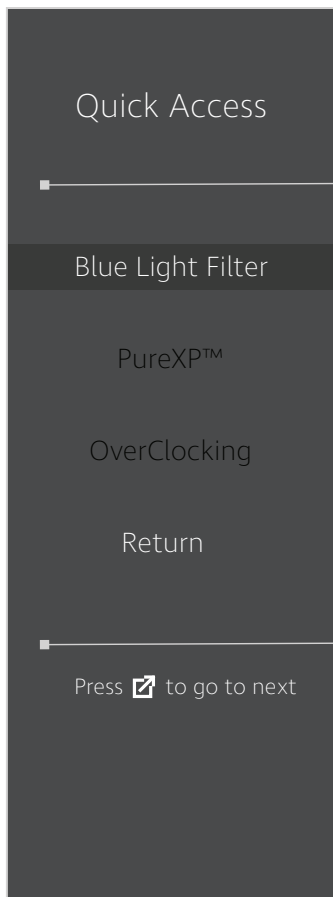 Quick Access
Blue Light Filter
PureXP™
OverClocking
Return
Press to go to next